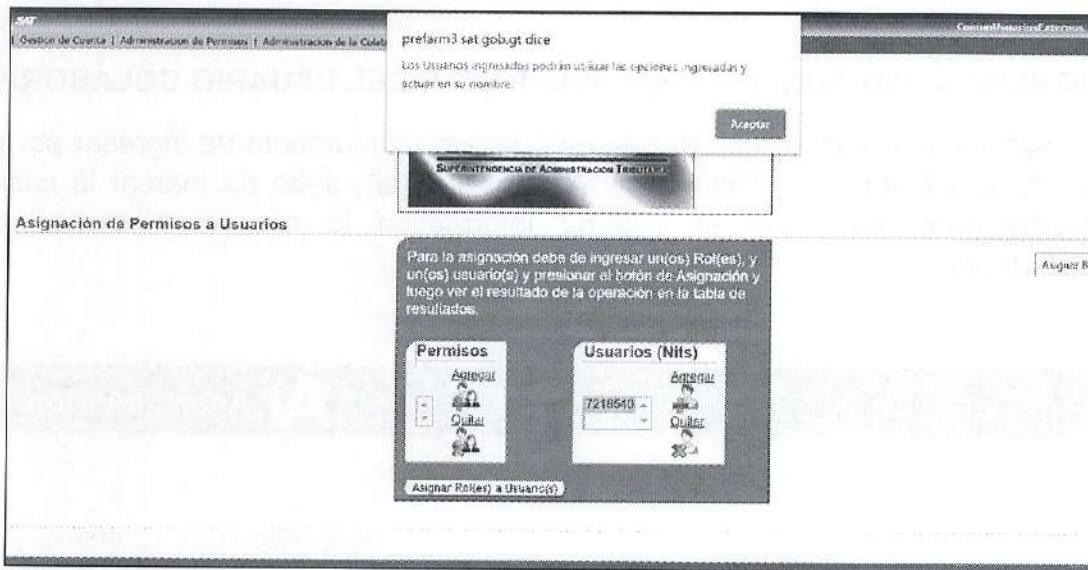 SAT
Gestion de Cuenta | Administracion de Permisos | Administracion de la Colab
prefarm3 sat gob.gt dice
Los Usuarios ingresados podrán utilizar las opciones ingresadas y
actuar en su nombre.
Aceptar
SUPERINTENDENCIA DE ADMINISTRACION TRIBUTARIA
Asignación de Permisos a Usuarios
Para la asignación debe de ingresar un(os) Rol(es), y
un(os) usuario(s) y presionar el botón de Asignación y
luego ver el resultado de la operación en la tabla de
resultados.
Asignar R
Permisos
Agregar
Quitar
Usuarios (Nits)
Agregar
7218540
Quitar
Asignar Rol(es) a Usuario(s)